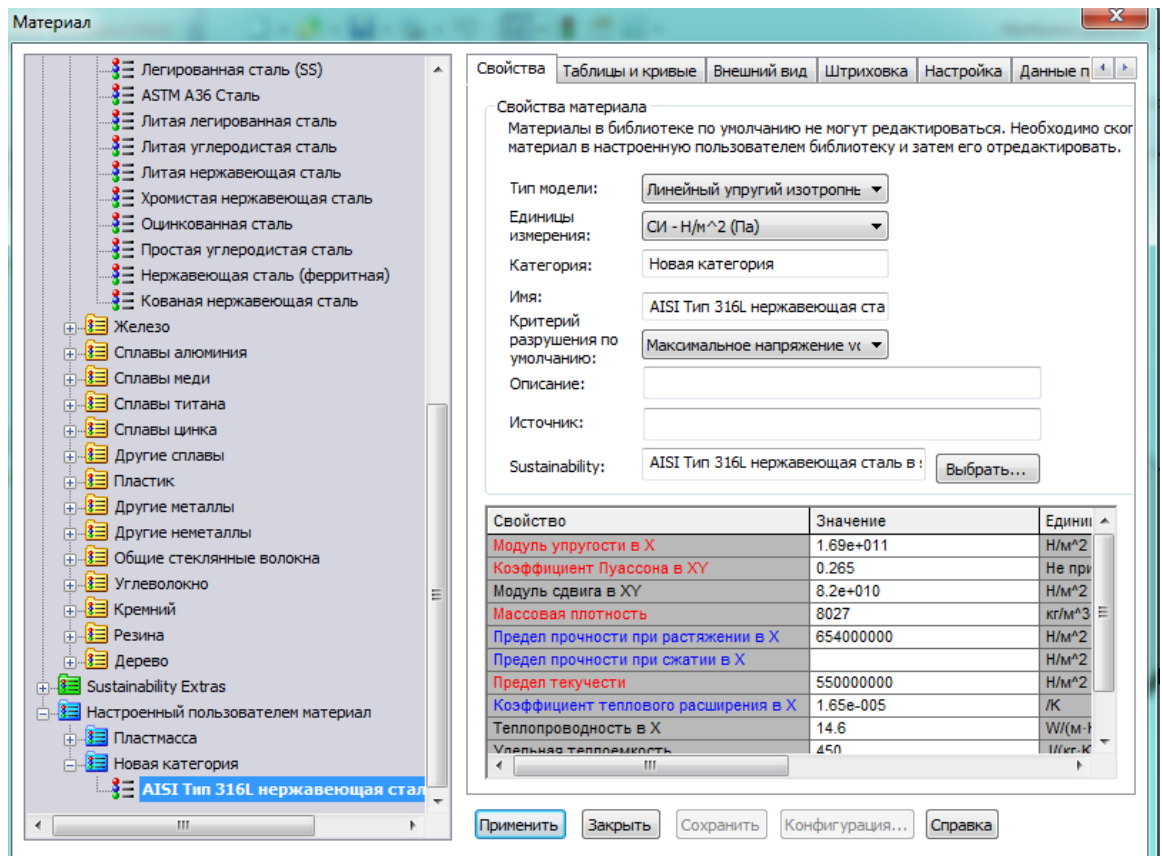 Материал
Легированная сталь (SS)
ASTM A36 Сталь
Литая легированная сталь
Литая углеродистая сталь
Литая нержавеющая сталь
Хромистая нержавеющая сталь
Оцинкованная сталь
Простая углеродистая сталь
Нержавеющая сталь (ферритная)
Кованая нержавеющая сталь
Железо
Сплавы алюминия
Сплавы меди
Сплавы титана
Сплавы цинка
Другие сплавы
Пластик
Другие металлы
Другие неметаллы
Общие стеклянные волокна
Углеволокно
Кремний
Резина
Дерево
Sustainability Extras
Настроенный пользователем материал
Пластмасса
Новая категория
AISI Тип 316L нержавеющая стал
Свойства Таблицы и кривые Внешний вид Штриховка Настройка Данные п
Свойства материала
Материалы в библиотеке по умолчанию не могут редактироваться. Необходимо скоп
материал в настроенную пользователем библиотеку и затем его отредактировать.
Тип модели: Линейный упругий изотропны
Единицы измерения: СИ - Н/м^2 (Па)
Категория: Новая категория
Имя: AISI Тип 316L нержавеющая ста
Критерий разрушения по умолчанию: Максимальное напряжение vo
Описание:
Источник:
Sustainability: AISI Тип 316L нержавеющая сталь в Выбрать...
Свойство Значение Едини
Модуль упругости в X 1.69e+011 Н/м^2
Коэффициент Пуассона в XY 0.265 Не при
Модуль сдвига в XY 8.2e+010 Н/м^2
Массовая плотность 8027 кг/м^3
Предел прочности при растяжении в X 654000000 Н/м^2
Предел прочности при сжатии в X Н/м^2
Предел текучести 550000000 Н/м^2
Коэффициент теплового расширения в X 1.65e-005 /K
Теплопроводность в X 14.6 W/(м·
Удельная теплоемкость 450 J/(кг·K
Применить Закрыть Сохранить Конфигурация... Справка